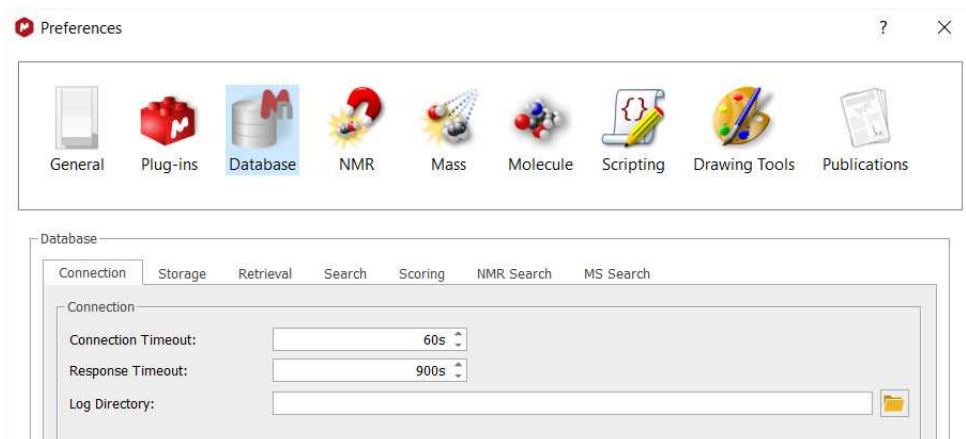 Preferences ?
General Plug-ins Database NMR Mass Molecule Scripting Drawing Tools Publications
Database
Connection Storage Retrieval Search Scoring NMR Search MS Search
Connection
Connection Timeout: 60s
Response Timeout: 900s
Log Directory: